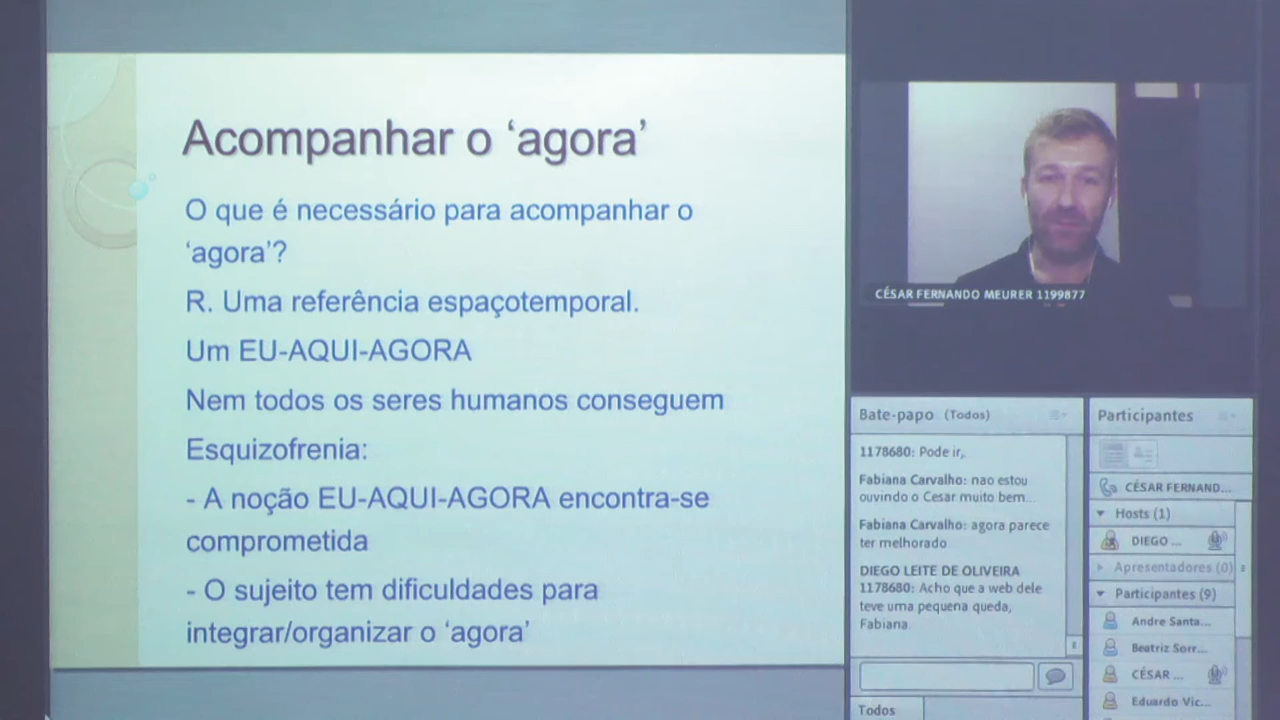 Acompanhar o ‘agora’
O que é necessário para acompanhar o
‘agora’?
R. Uma referência espaçotemporal.
Um EU-AQUI-AGORA
Nem todos os seres humanos conseguem
Esquizofrenia:
- A noção EU-AQUI-AGORA encontra-se
comprometida
- O sujeito tem dificuldades para
integrar/organizar o ‘agora’
CÉSAR FERNANDO MEURER 1199877
Bate-papo (Todos)
1178680: Pode ir,
Fabiana Carvalho: nao estou
ouvindo o Cesar muito bem...
Fabiana Carvalho: agora parece
ter melhorado
DIEGO LEITE DE OLIVEIRA
1178680: Acho que a web dele
teve uma pequena queda,
Fabiana.
Todos
Participantes
CÉSAR FERNAND...
Hosts (1)
DIEGO ...
Apresentadores (0)
Participantes (9)
Andre Santa...
Beatriz Sorr...
CÉSAR ...
Eduardo Vic...